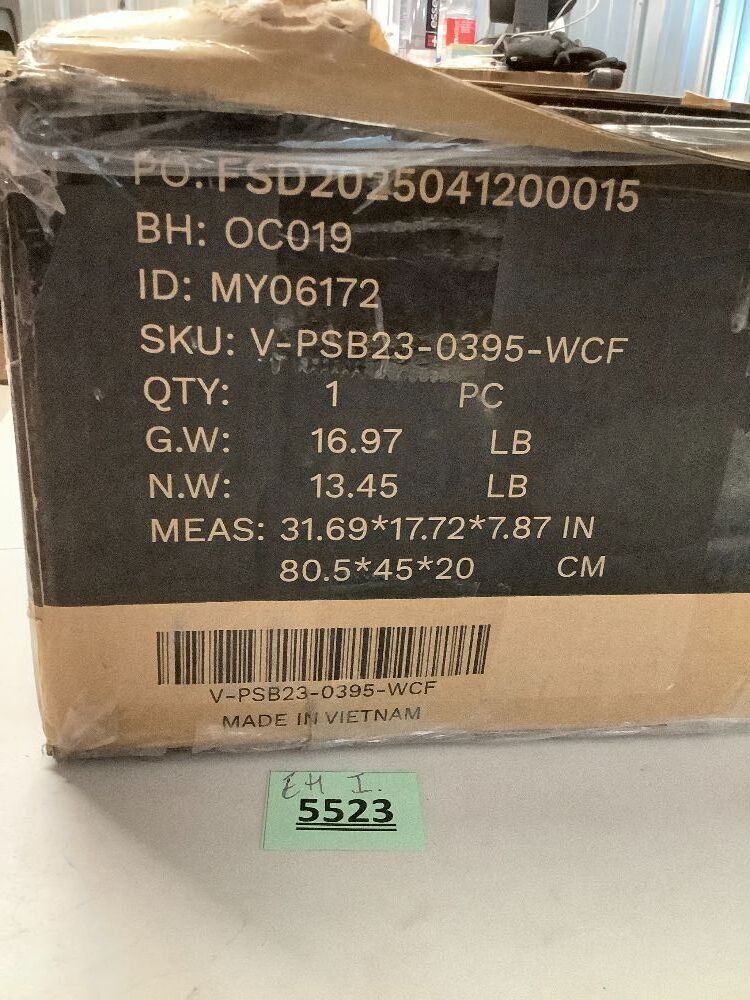 PO: FSD2025041200015
BH: OC019
ID: MY06172
SKU: V-PSB23-0395-WCF
QTY: 1 PC
G.W: 16.97 LB
N.W: 13.45 LB
MEAS: 31.69*17.72*7.87 IN
80.5*45*20 CM
V-PSB23-0395-WCF
MADE IN VIETNAM
EH I.
5523